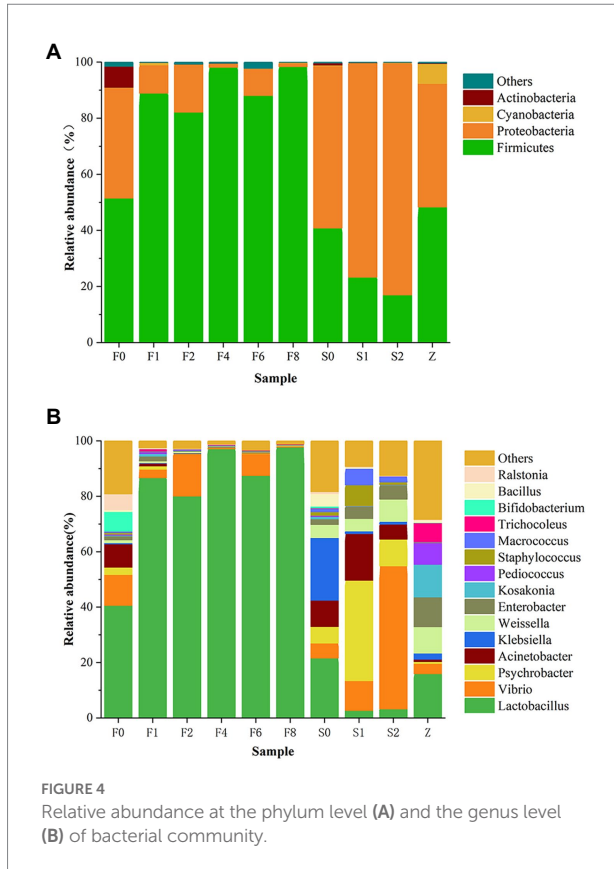 A
Relative abundance (%)
100
80
60
40
20
0
F0 F1 F2 F4 F6 F8 S0 S1 S2 Z
Sample
Others
Actinobacteria
Cyanobacteria
Proteobacteria
Firmicutes
B
Relative abundance(%)
100
80
60
40
20
0
F0 F1 F2 F4 F6 F8 S0 S1 S2 Z
Sample
Others
Ralstonia
Bacillus
Bifidobacterium
Trichocoleus
Macrococcus
Staphylococcus
Pediococcus
Kosakonia
Enterobacter
Weissella
Klebsiella
Acinetobacter
Psychrobacter
Vibrio
Lactobacillus
FIGURE 4
Relative abundance at the phylum level (A) and the genus level
(B) of bacterial community.